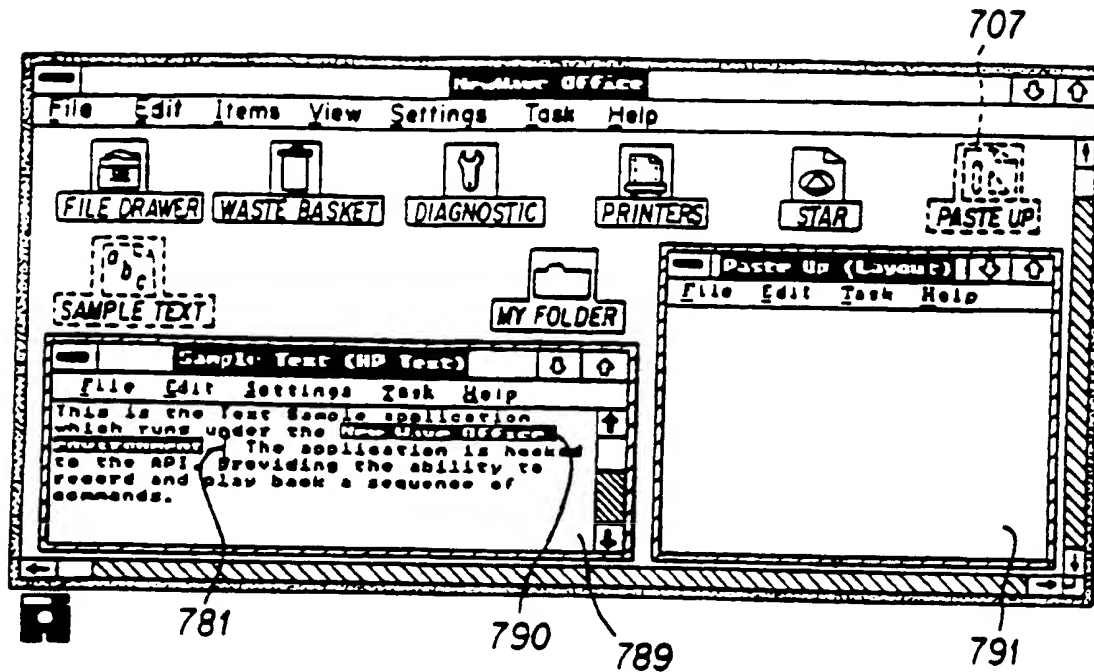 707
NewWave Office
File Edit Items View Settings Task Help
FILE DRAWER WASTE BASKET DIAGNOSTIC PRINTERS STAR PASTE UP
abc
SAMPLE TEXT MY FOLDER
Paste Up (Layout)
File Edit Task Help
Sample Text (HP Text)
File Edit Settings Task Help
This is the Text Sample application
which runs under the New Wave Office
environment. The application is hooked
to the API, providing the ability to
record and play back a sequence of
commands.
781 790 789 791